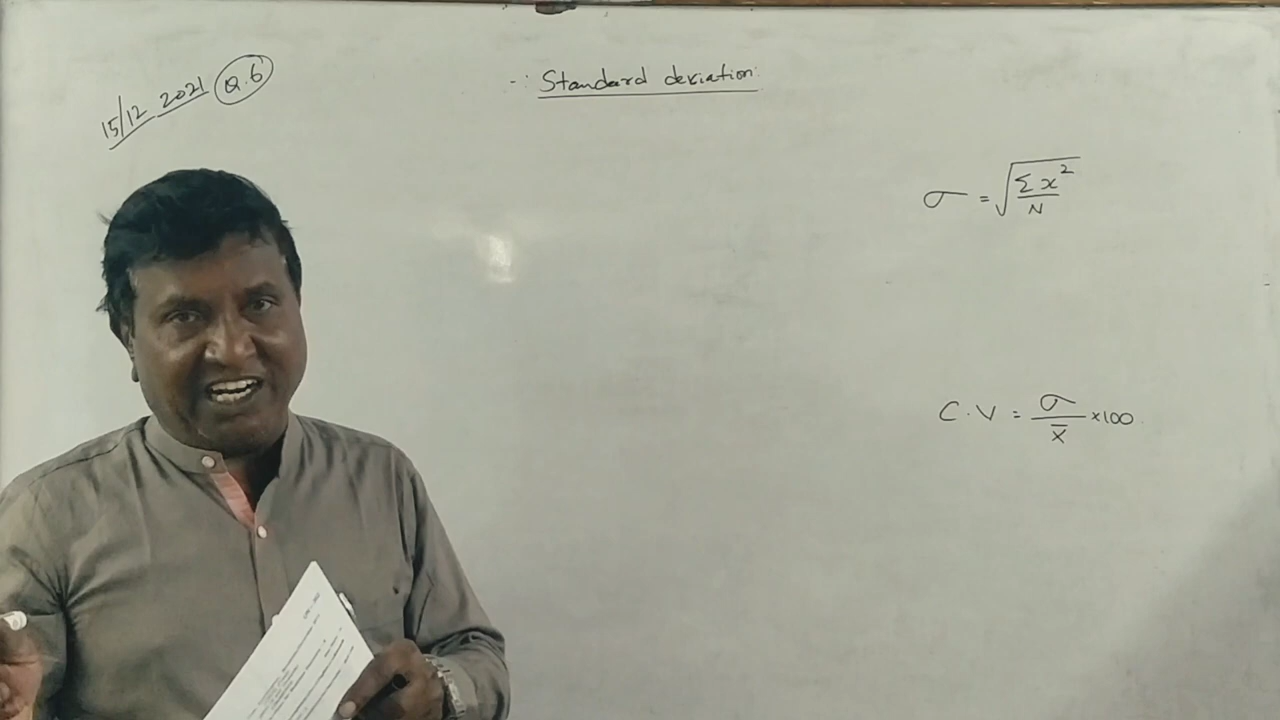 15/12 2021 Q.6
-: Standard deviation:
σ = √Σx²/N
C.V = σ/x̄ ×100